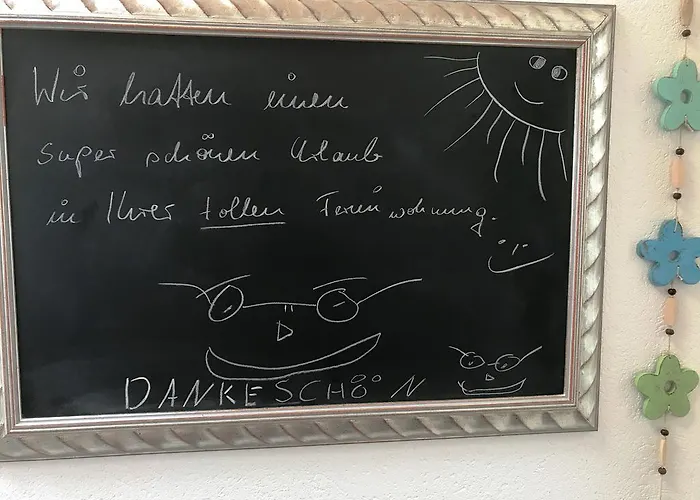 Wir hatten einen
super schönen Urlaub
in Ihrer tollen Ferienwohnung.
DANKESCHÖN